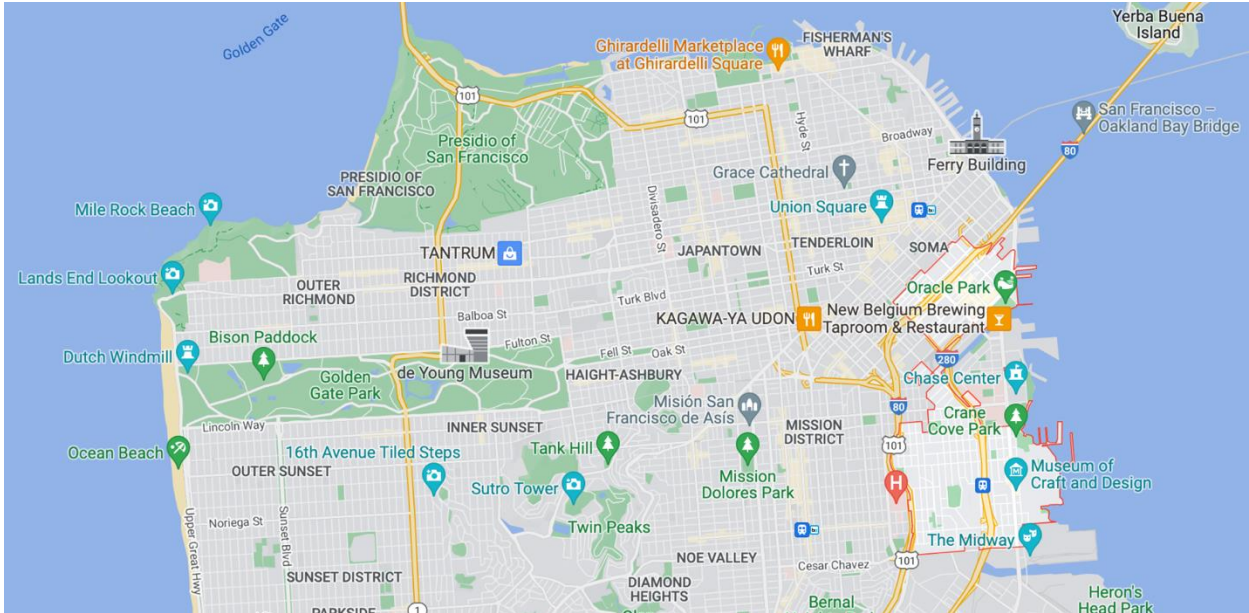 Golden Gate
Yerba Buena
Island
FISHERMAN'S
WHARF
Ghirardelli Marketplace
at Ghirardelli Square
101
101
Hyde St
Broadway
San Francisco –
Oakland Bay Bridge
80
Ferry Building
Presidio of
San Francisco
PRESIDIO OF
SAN FRANCISCO
Grace Cathedral
Divisadero St
Mile Rock Beach
Union Square
TENDERLOIN
SOMA
JAPANTOWN
TANTRUM
Turk St
Lands End Lookout
OUTER
RICHMOND
RICHMOND
DISTRICT
Oracle Park
Turk Blvd
Balboa St
KAGAWA-YA UDON
New Belgium Brewing
Taproom & Restaurant
Bison Paddock
Fulton St
Fell St
Oak St
Dutch Windmill
280
de Young Museum
HAIGHT-ASHBURY
Chase Center
Golden
Gate Park
Misión San
Francisco de Asís
80
Crane
Cove Park
Lincoln Way
INNER SUNSET
MISSION
DISTRICT
101
Ocean Beach
16th Avenue Tiled Steps
Tank Hill
OUTER SUNSET
Mission
Dolores Park
H
Museum of
Craft and Design
Sutro Tower
Noriega St
Twin Peaks
Upper Great Hwy
Sunset Blvd
The Midway
NOE VALLEY
Cesar Chavez
101
SUNSET DISTRICT
DIAMOND
HEIGHTS
Heron's
Head Park
PARKSIDE
1
Bernal